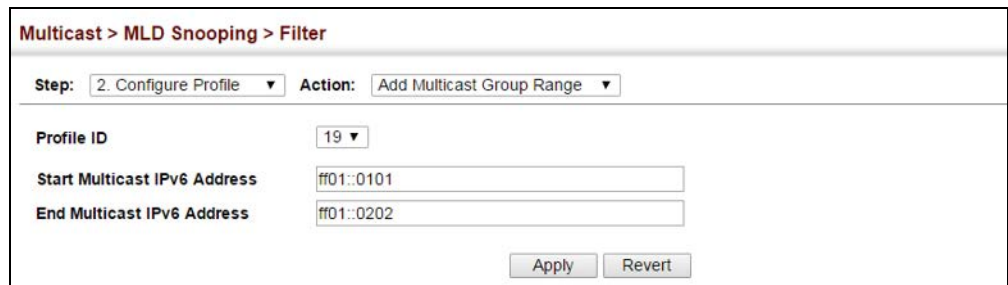 Multicast > MLD Snooping > Filter
Step: 2. Configure Profile Action: Add Multicast Group Range
Profile ID 19
Start Multicast IPv6 Address ff01::0101
End Multicast IPv6 Address ff01::0202
Apply Revert